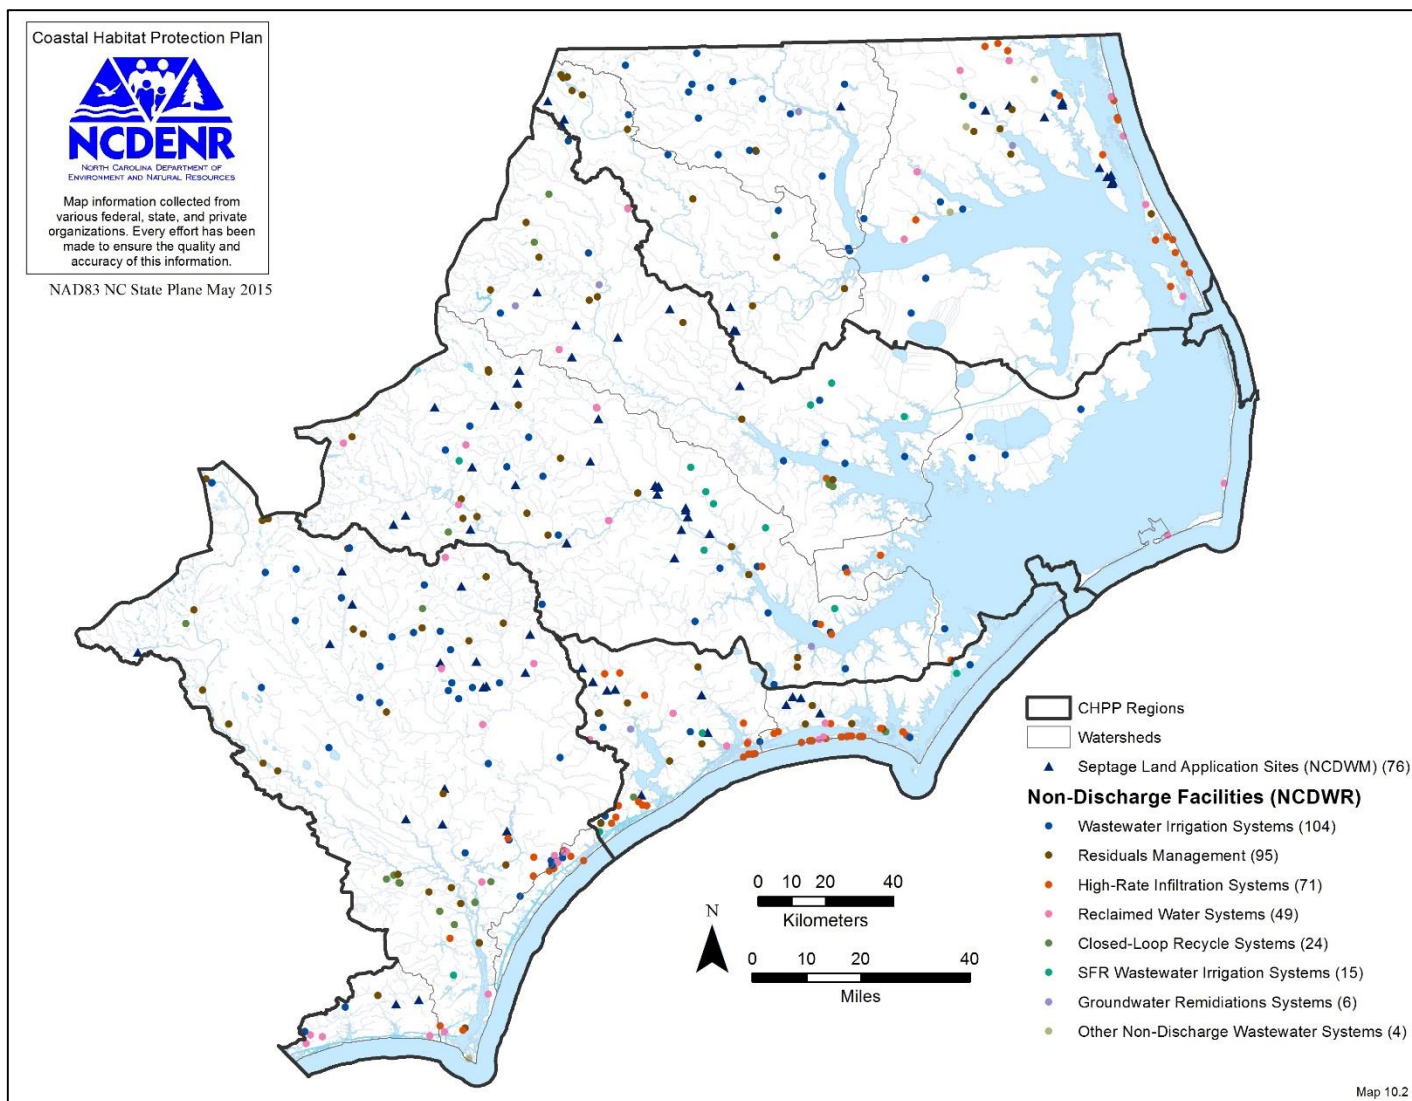 Coastal Habitat Protection Plan
NCDENR
North Carolina Department of
Environment and Natural Resources
Map information collected from
various federal, state, and private
organizations. Every effort has been
made to ensure the quality and
accuracy of this information.
NAD83 NC State Plane May 2015
CHPP Regions
Watersheds
Septage Land Application Sites (NCDWM) (76)
Non-Discharge Facilities (NCDWR)
Wastewater Irrigation Systems (104)
Residuals Management (95)
High-Rate Infiltration Systems (71)
Reclaimed Water Systems (49)
Closed-Loop Recycle Systems (24)
SFR Wastewater Irrigation Systems (15)
Groundwater Remidiations Systems (6)
Other Non-Discharge Wastewater Systems (4)
N
0 10 20 40
Kilometers
0 10 20 40
Miles
Map 10.2